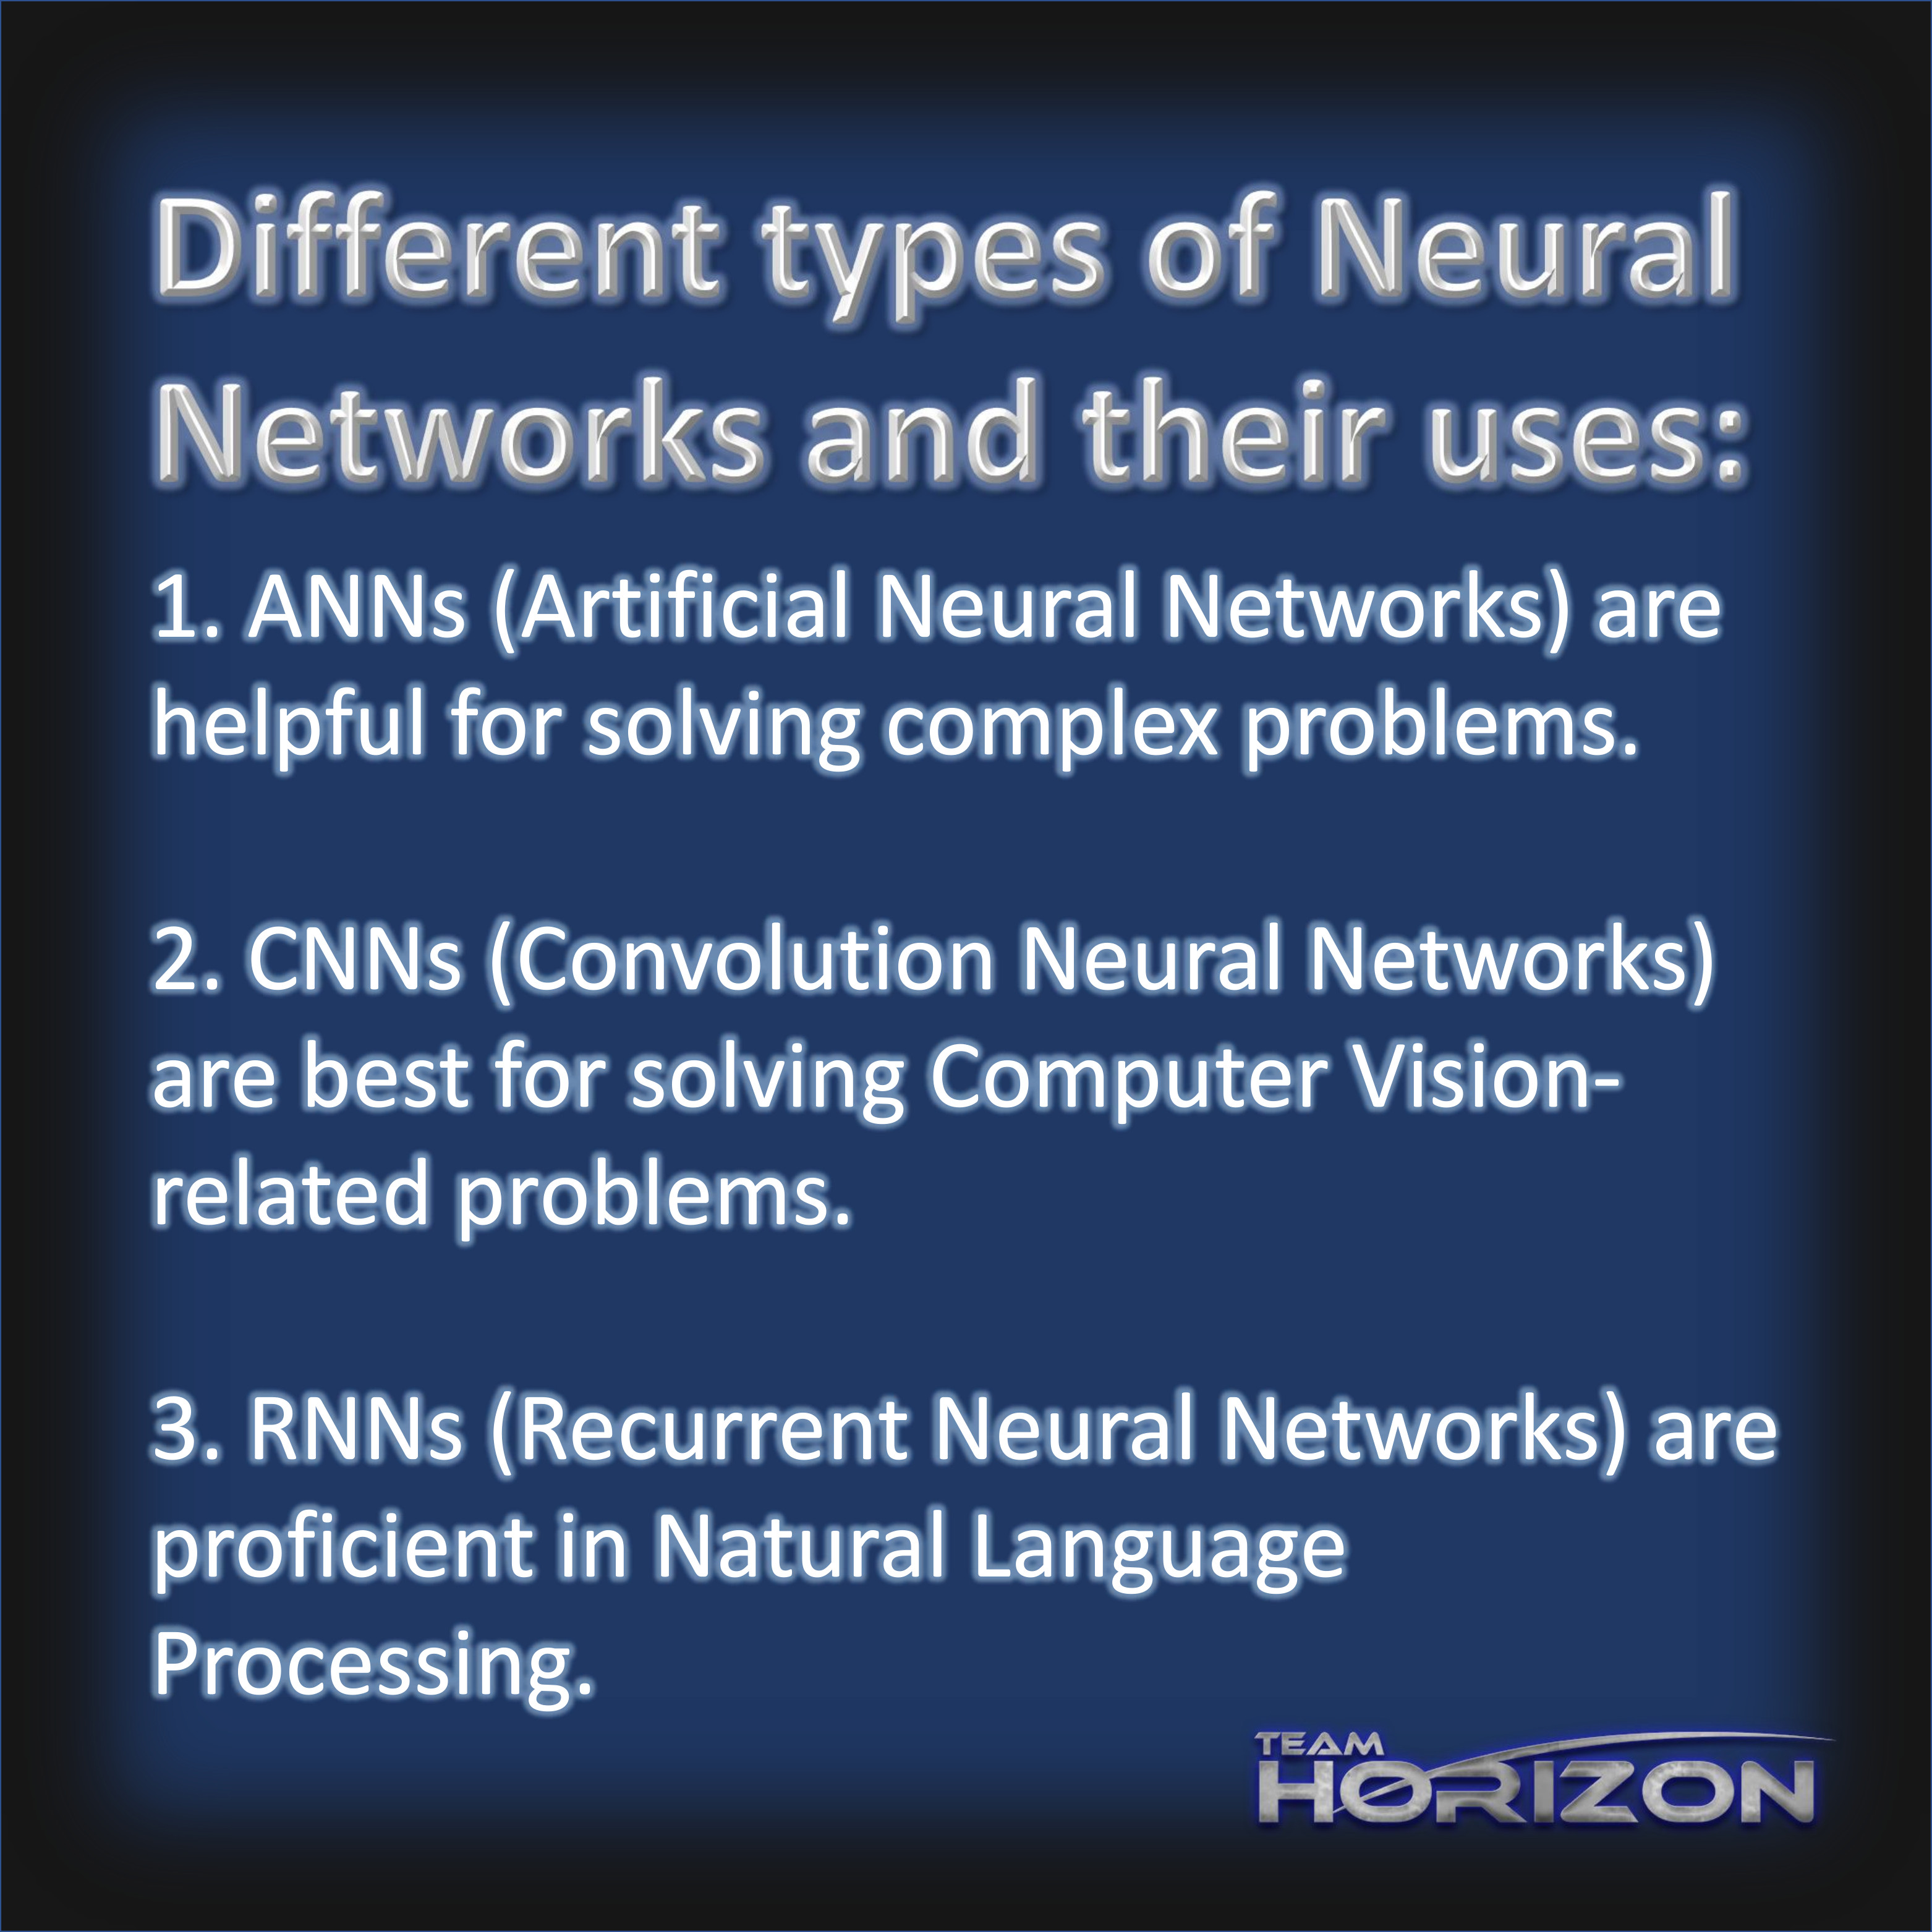 Different types of Neural
Networks and their uses:
1. ANNs (Artificial Neural Networks) are
helpful for solving complex problems.
2. CNNs (Convolution Neural Networks)
are best for solving Computer Vision-
related problems.
3. RNNs (Recurrent Neural Networks) are
proficient in Natural Language
Processing.
TEAM
HORIZON